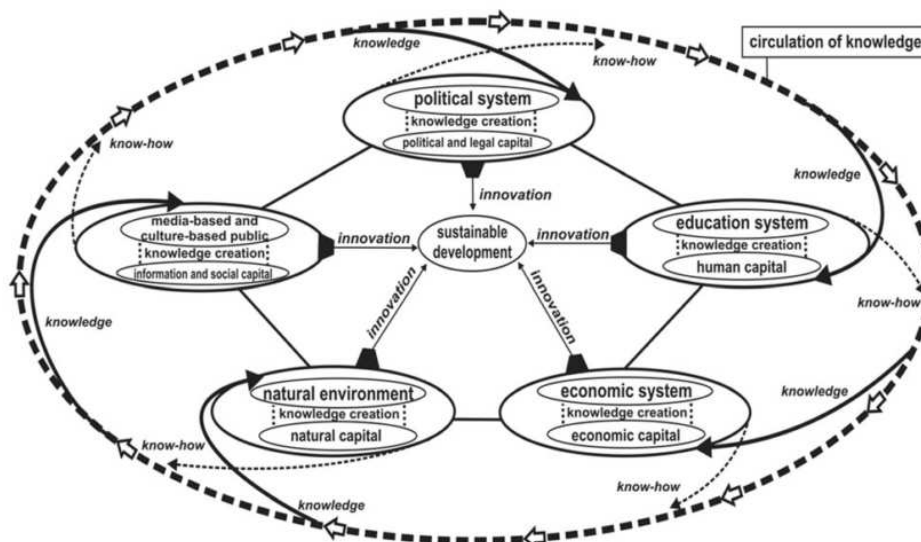 knowledge
know-how
circulation of knowledge
political system
knowledge creation
political and legal capital
know-how
innovation
knowledge
media-based and
culture-based public
knowledge creation
information and social capital
innovation
sustainable
development
innovation
education system
knowledge creation
human capital
know-how
knowledge
innovation
innovation
natural environment
knowledge creation
natural capital
economic system
knowledge creation
economic capital
knowledge
know-how
know-how
knowledge